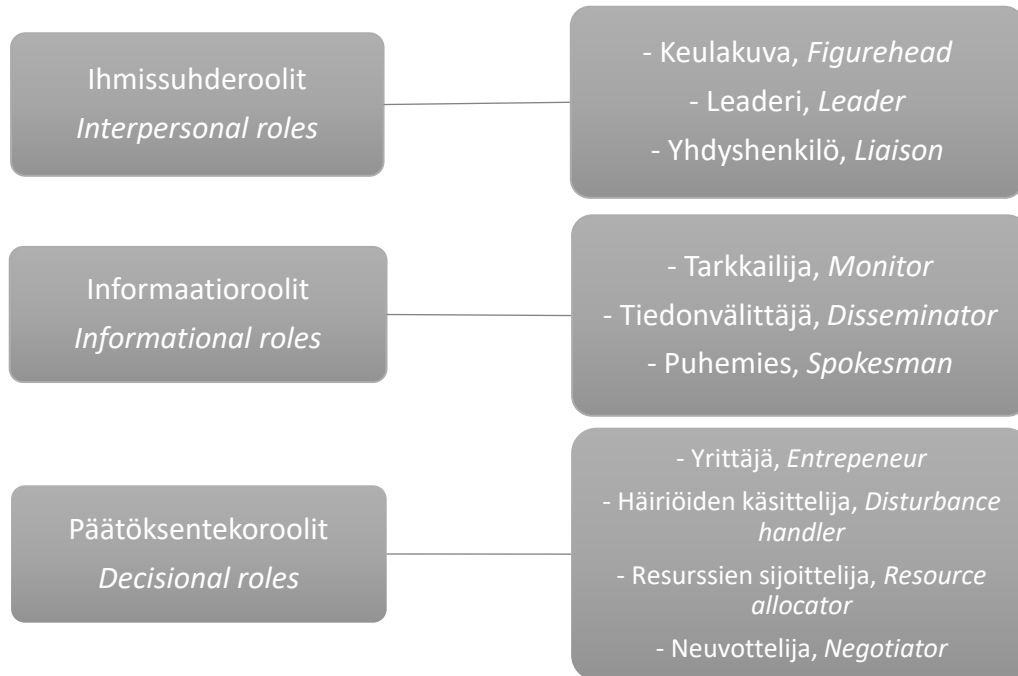 Ihmissuhderoolit
Interpersonal roles
- Keulakuva, Figurehead
- Leaderi, Leader
- Yhdyshenkilö, Liaison
Informaatioroolit
Informational roles
- Tarkkailija, Monitor
- Tiedonvälittäjä, Disseminator
- Puhemies, Spokesman
Päätöksentekoroolit
Decisional roles
- Yrittäjä, Entrepeneur
- Häiriöiden käsittelija, Disturbance
handler
- Resurssien sijoittelija, Resource
allocator
- Neuvottelija, Negotiator